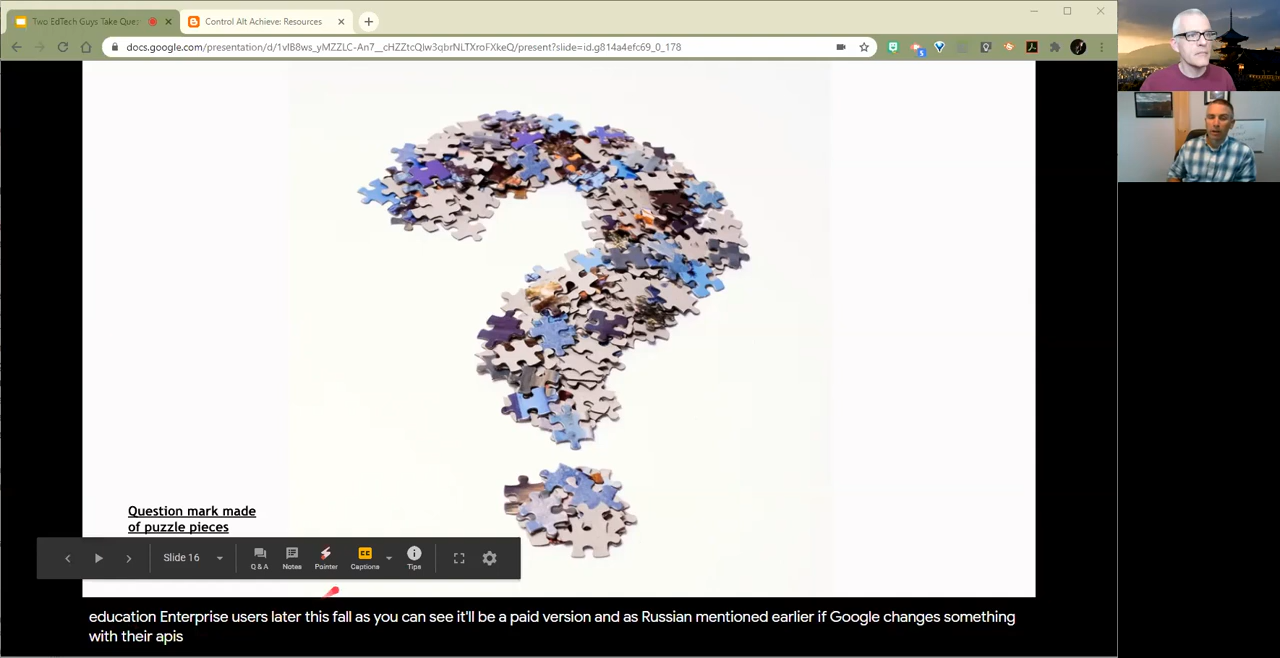 Two EdTech Guys Take Que
Control Alt Achieve: Resources
docs.google.com/presentation/d/1vlB8ws_yMZZLC-An7__cHZZtcQlw3qbrNLTXroFXkeQ/present?slide=id.g814a4efc69_0_178
Question mark made
of puzzle pieces
Slide 16
Q & A
Notes
Pointer
CC
Captions
Tips
education Enterprise users later this fall as you can see it'll be a paid version and as Russian mentioned earlier if Google changes something
with their apis